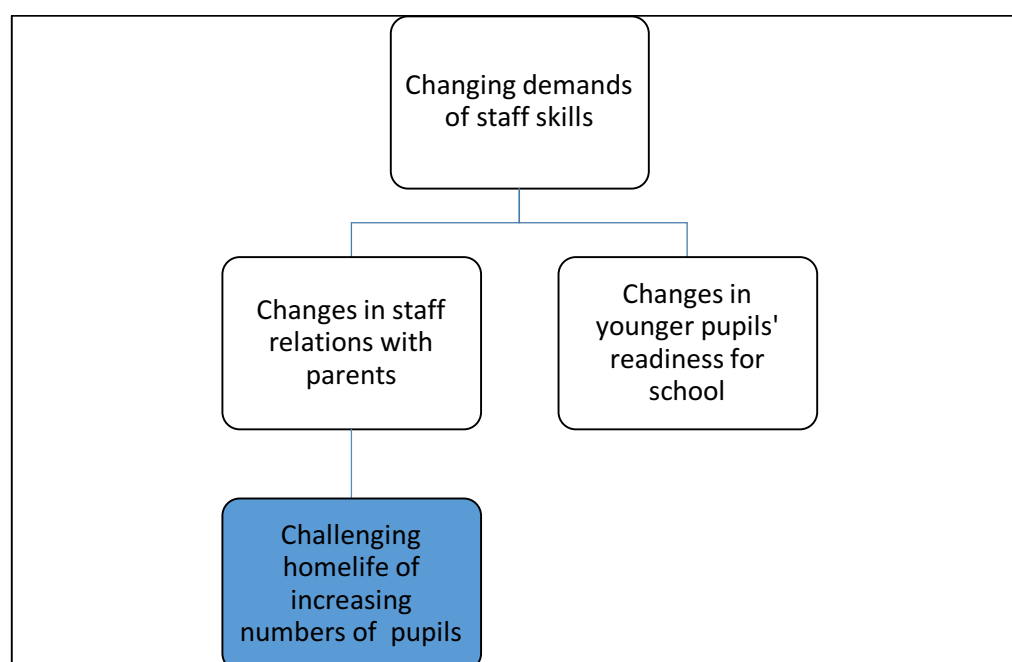 Changing demands
of staff skills
Changes in staff
relations with
parents
Changes in
younger pupils'
readiness for
school
Challenging
homelife of
increasing
numbers of  pupils